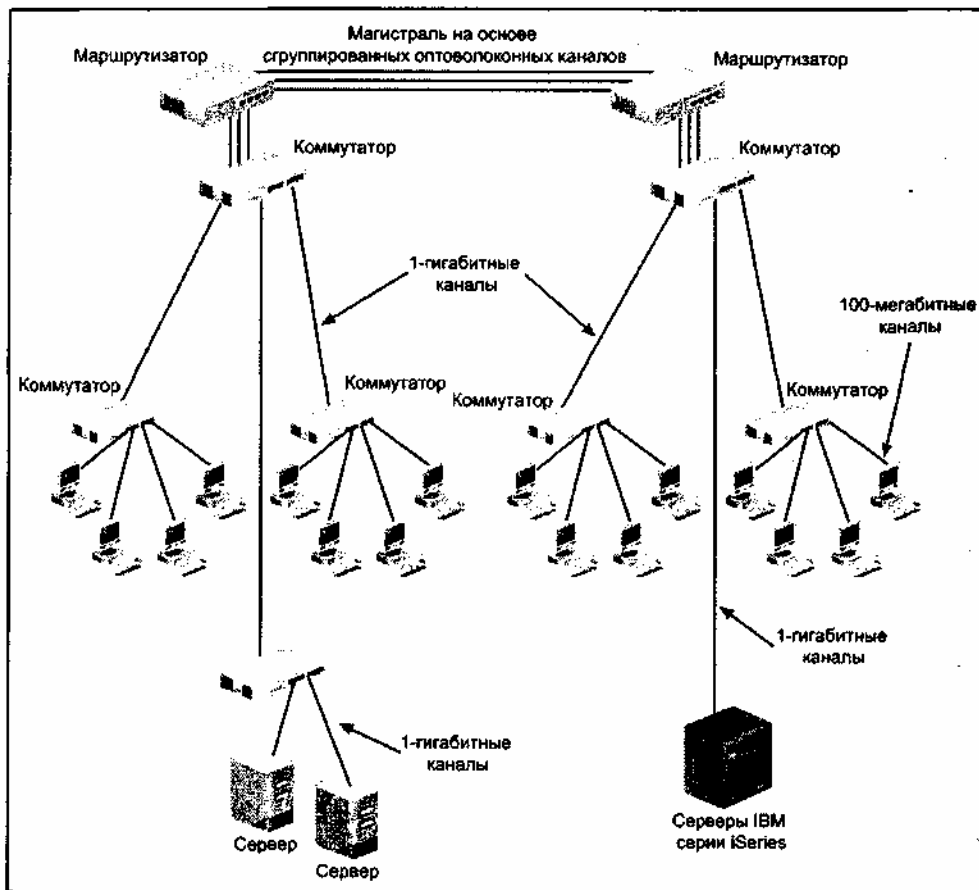 Магистраль на основе
сгруппированных оптоволоконных каналов
Маршрутизатор
Маршрутизатор
Коммутатор
Коммутатор
1-гигабитные
каналы
100-мегабитные
каналы
Коммутатор
Коммутатор
Коммутатор
Коммутатор
1-гигабитные
каналы
1-гигабитные
каналы
Сервер
Сервер
Серверы IBM
серии iSeries